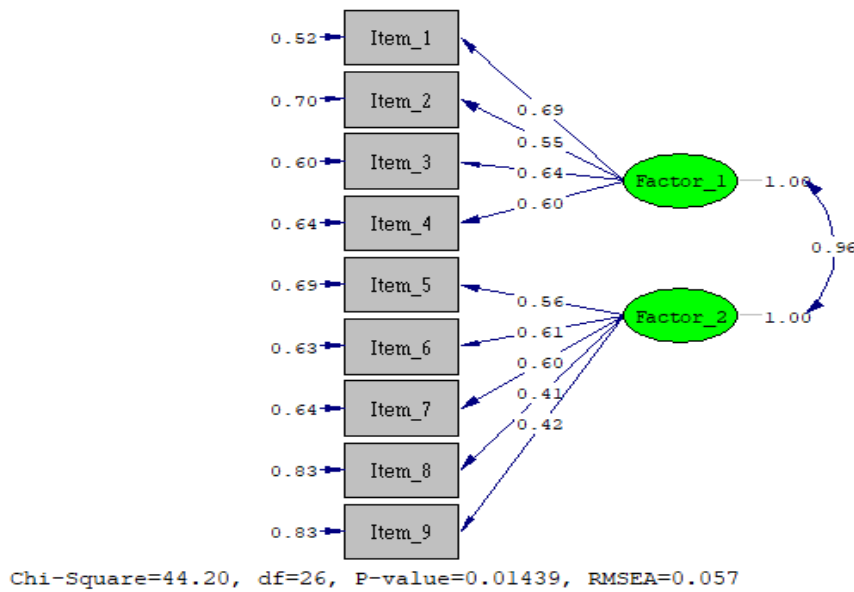 0.52 Item_1
0.69
0.70 Item_2
0.55
0.60 Item_3
0.64
Factor_1 1.00
0.64 Item_4
0.60
0.96
0.69 Item_5
0.56
Factor_2 1.00
0.63 Item_6
0.61
0.60
0.64 Item_7
0.41
0.42
0.83 Item_8
0.83 Item_9
Chi-Square=44.20, df=26, P-value=0.01439, RMSEA=0.057